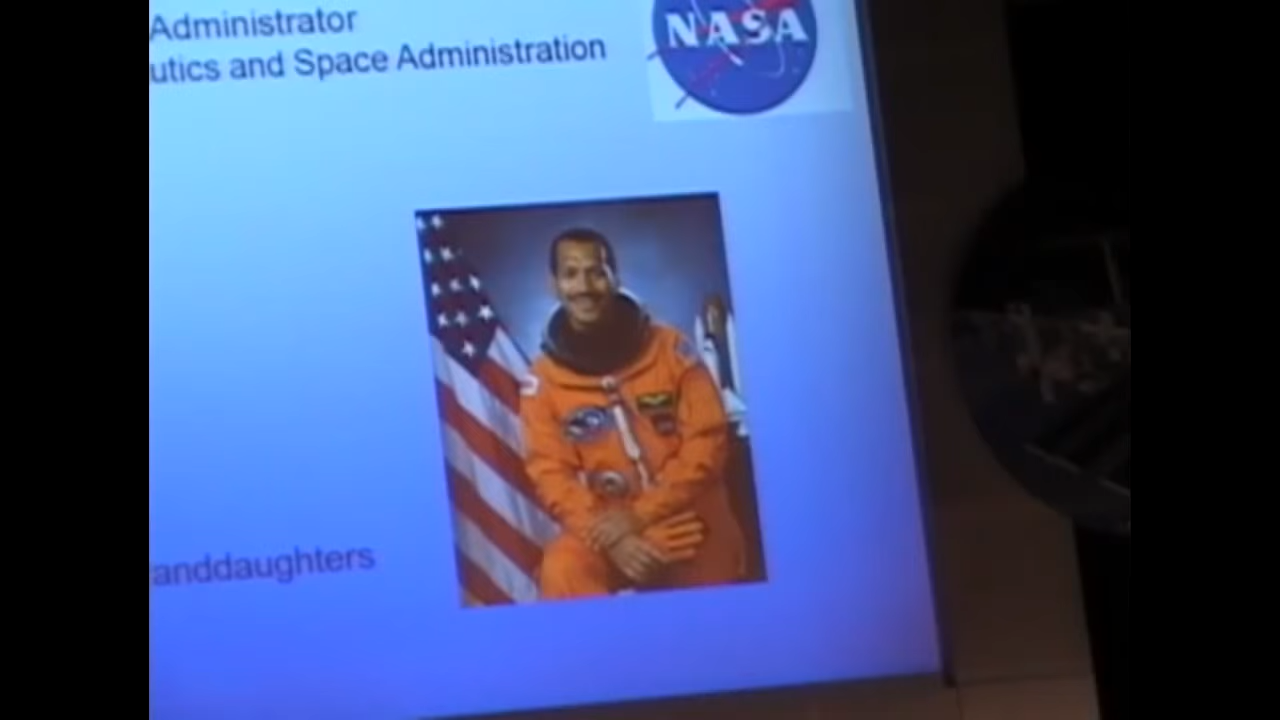 Administrator
utics and Space Administration
NASA
anddaughters